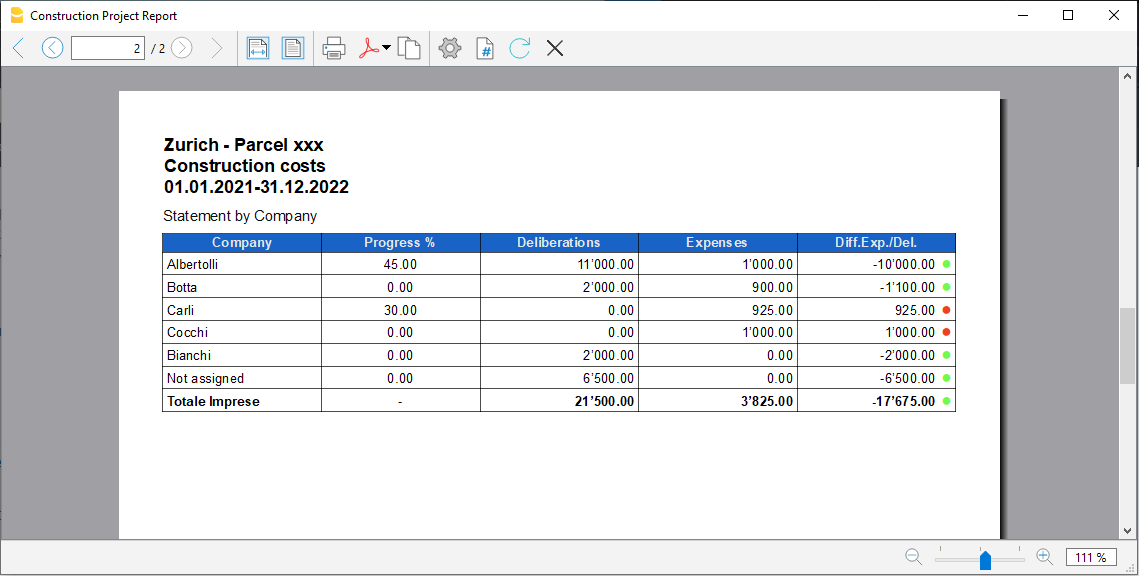 Construction Project Report
2 / 2
Zurich - Parcel xxx
Construction costs
01.01.2021-31.12.2022
Statement by Company
Company Progress % Deliberations Expenses Diff.Exp./Del.
Albertolli 45.00 11'000.00 1'000.00 -10'000.00
Botta 0.00 2'000.00 900.00 -1'100.00
Carli 30.00 0.00 925.00 925.00
Cocchi 0.00 0.00 1'000.00 1'000.00
Bianchi 0.00 2'000.00 0.00 -2'000.00
Not assigned 0.00 6'500.00 0.00 -6'500.00
Totale Imprese - 21'500.00 3'825.00 -17'675.00
111 %